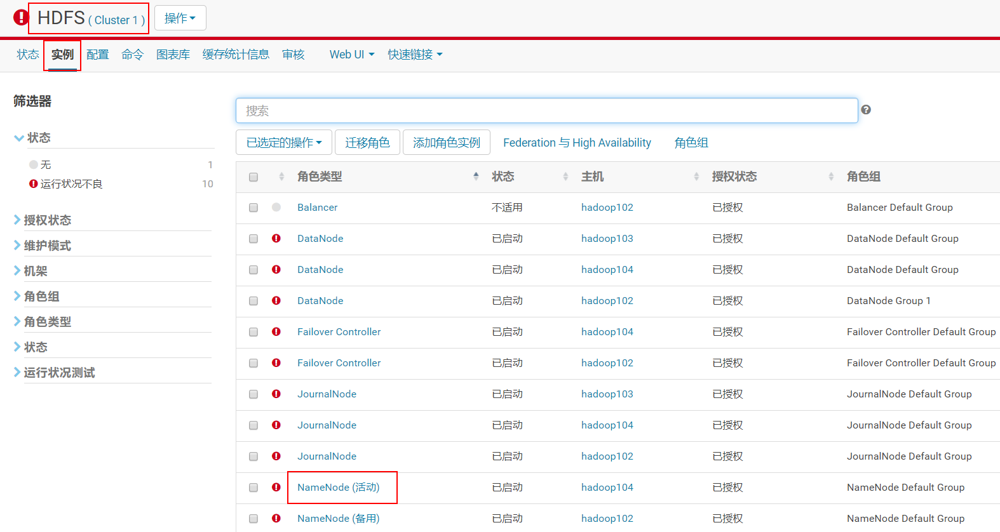 HDFS ( Cluster 1 ) 操作
状态 实例 配置 命令 图表库 缓存统计信息 审核 Web UI 快速链接
筛选器
状态
无 1
运行状况不良 10
授权状态
维护模式
机架
角色组
角色类型
状态
运行状况测试
搜索
已选定的操作 迁移角色 添加角色实例 Federation 与 High Availability 角色组
角色类型 状态 主机 授权状态 角色组
Balancer 不适用 hadoop102 已授权 Balancer Default Group
DataNode 已启动 hadoop103 已授权 DataNode Default Group
DataNode 已启动 hadoop104 已授权 DataNode Default Group
DataNode 已启动 hadoop102 已授权 DataNode Group 1
Failover Controller 已启动 hadoop104 已授权 Failover Controller Default Group
Failover Controller 已启动 hadoop102 已授权 Failover Controller Default Group
JournalNode 已启动 hadoop103 已授权 JournalNode Default Group
JournalNode 已启动 hadoop104 已授权 JournalNode Default Group
JournalNode 已启动 hadoop102 已授权 JournalNode Default Group
NameNode (活动) 已启动 hadoop104 已授权 NameNode Default Group
NameNode (备用) 已启动 hadoop102 已授权 NameNode Default Group